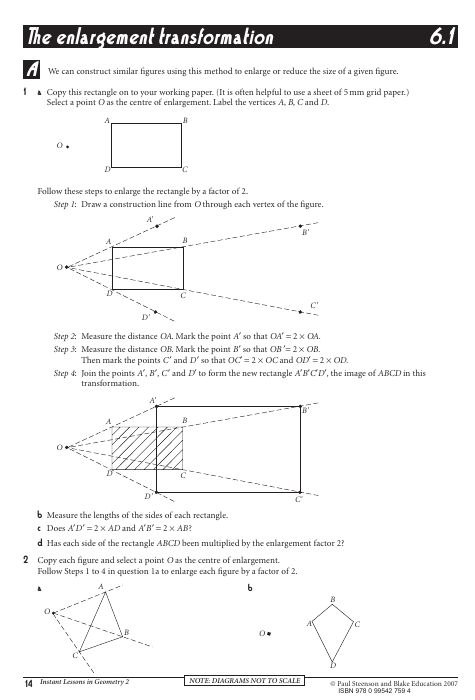 The enlargement transformation 6.1
A We can construct similar figures using this method to enlarge or reduce the size of a given figure.
1 a Copy this rectangle on to your working paper. (It is often helpful to use a sheet of 5 mm grid paper.)
Select a point O as the centre of enlargement. Label the vertices A, B, C and D.
A B
O
D C
Follow these steps to enlarge the rectangle by a factor of 2.
Step 1: Draw a construction line from O through each vertex of the figure.
A′
B′
A B
O
D C
C′
D′
Step 2: Measure the distance OA. Mark the point A′ so that OA′ = 2 × OA.
Step 3: Measure the distance OB. Mark the point B′ so that OB′ = 2 × OB.
Then mark the points C′ and D′ so that OC′ = 2 × OC and OD′ = 2 × OD.
Step 4: Join the points A′, B′, C′ and D′ to form the new rectangle A′B′C′D′, the image of ABCD in this
transformation.
A′
B′
A B
O
D C
D′ C′
b Measure the lengths of the sides of each rectangle.
c Does A′D′ = 2 × AD and A′B′ = 2 × AB?
d Has each side of the rectangle ABCD been multiplied by the enlargement factor 2?
2 Copy each figure and select a point O as the centre of enlargement.
Follow Steps 1 to 4 in question 1a to enlarge each figure by a factor of 2.
a b
A
O
B
C
B
A C
O
D
14 Instant Lessons in Geometry 2 NOTE: DIAGRAMS NOT TO SCALE © Paul Steenson and Blake Education 2007
ISBN 978 0 99542 759 4